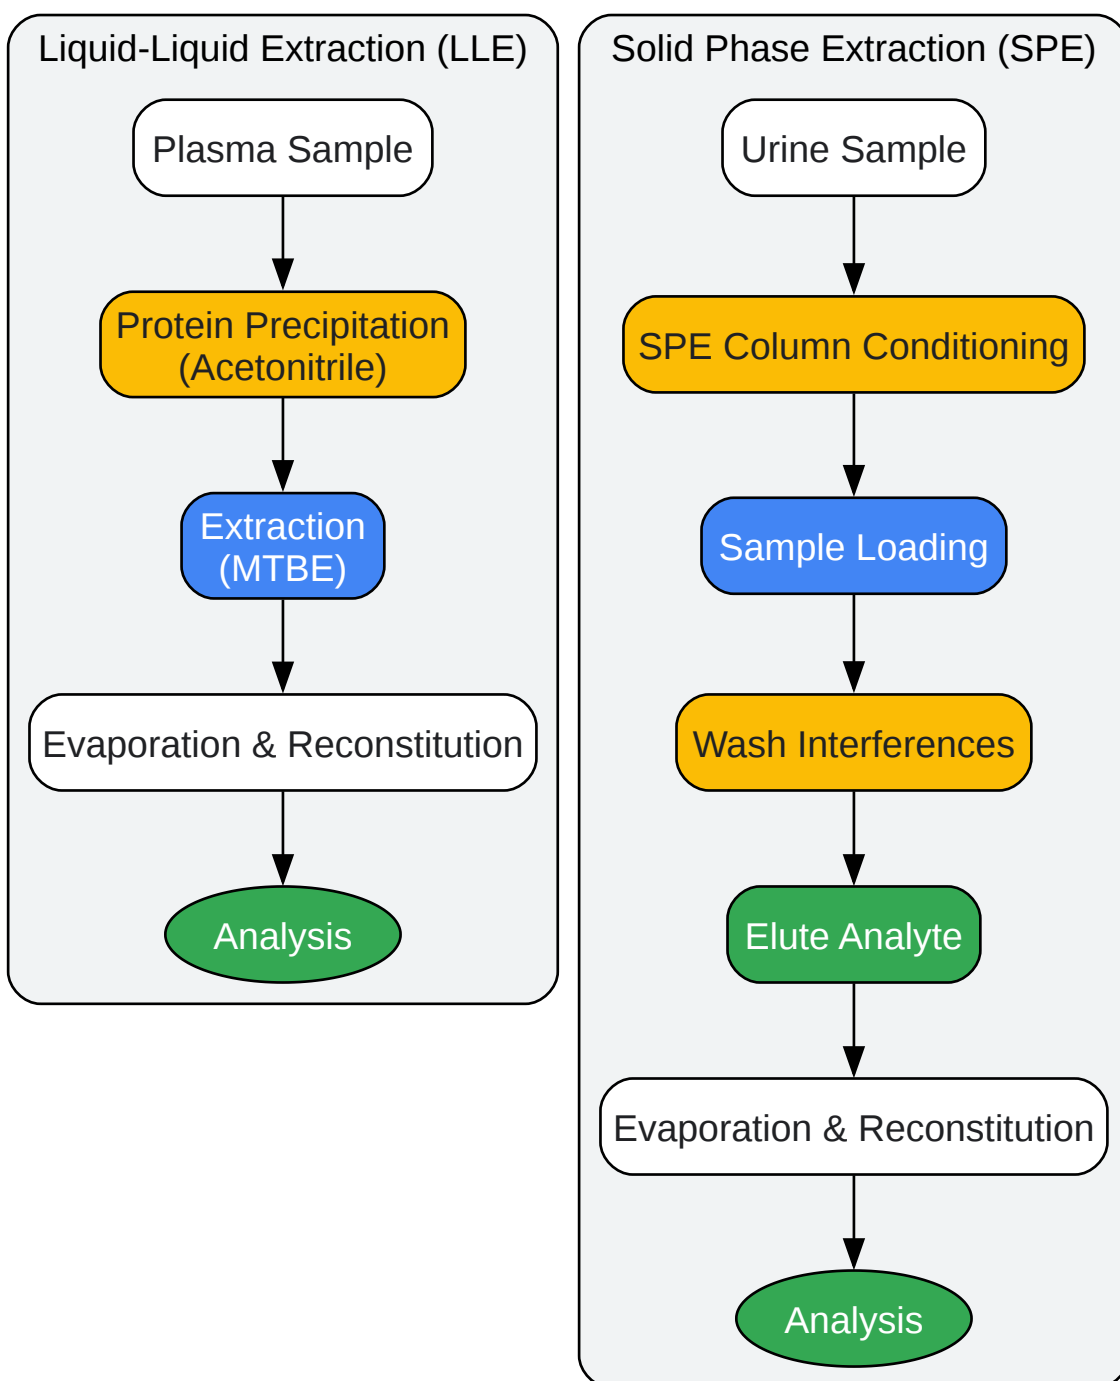 Liquid-Liquid Extraction (LLE)
Plasma Sample
Protein Precipitation
(Acetonitrile)
Extraction
(MTBE)
Evaporation & Reconstitution
Analysis
Solid Phase Extraction (SPE)
Urine Sample
SPE Column Conditioning
Sample Loading
Wash Interferences
Elute Analyte
Evaporation & Reconstitution
Analysis